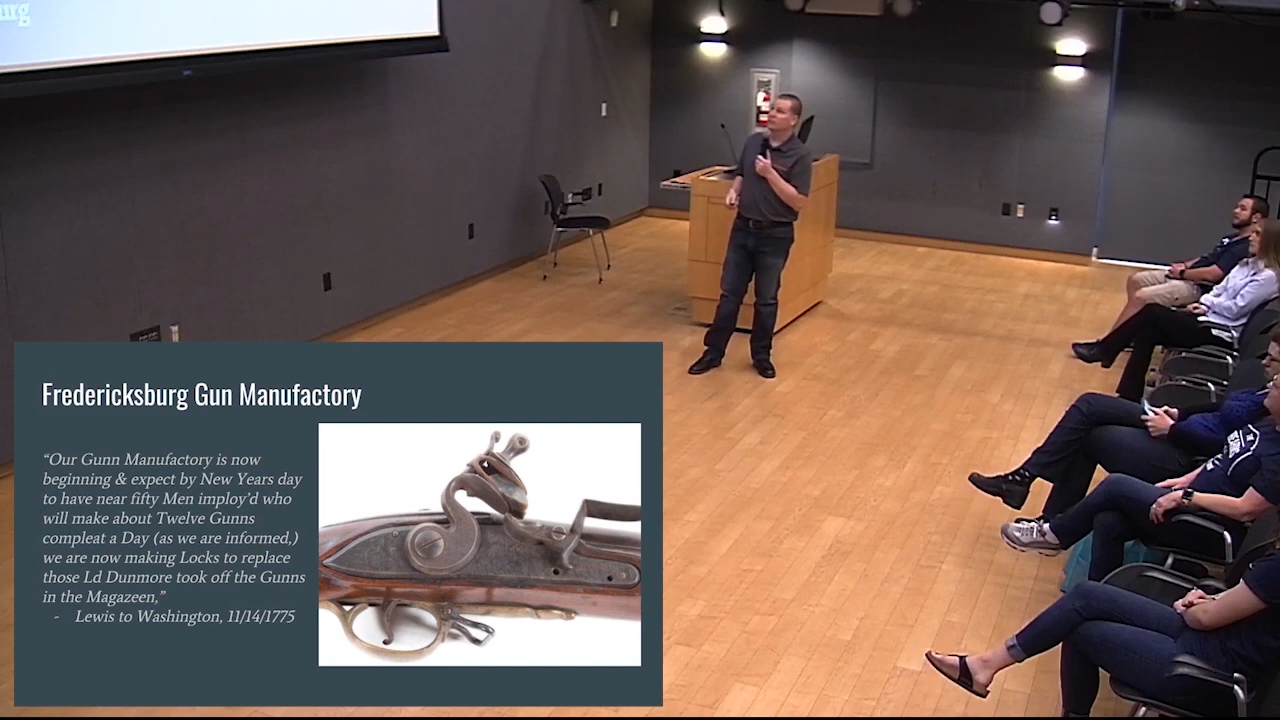 Fredericksburg Gun Manufactory
“Our Gunn Manufactory is now
beginning & expect by New Years day
to have near fifty Men imploy’d who
will make about Twelve Gunns
compleat a Day (as we are informed,)
we are now making Locks to replace
those Ld Dunmore took off the Gunns
in the Magazeen,”
- Lewis to Washington, 11/14/1775